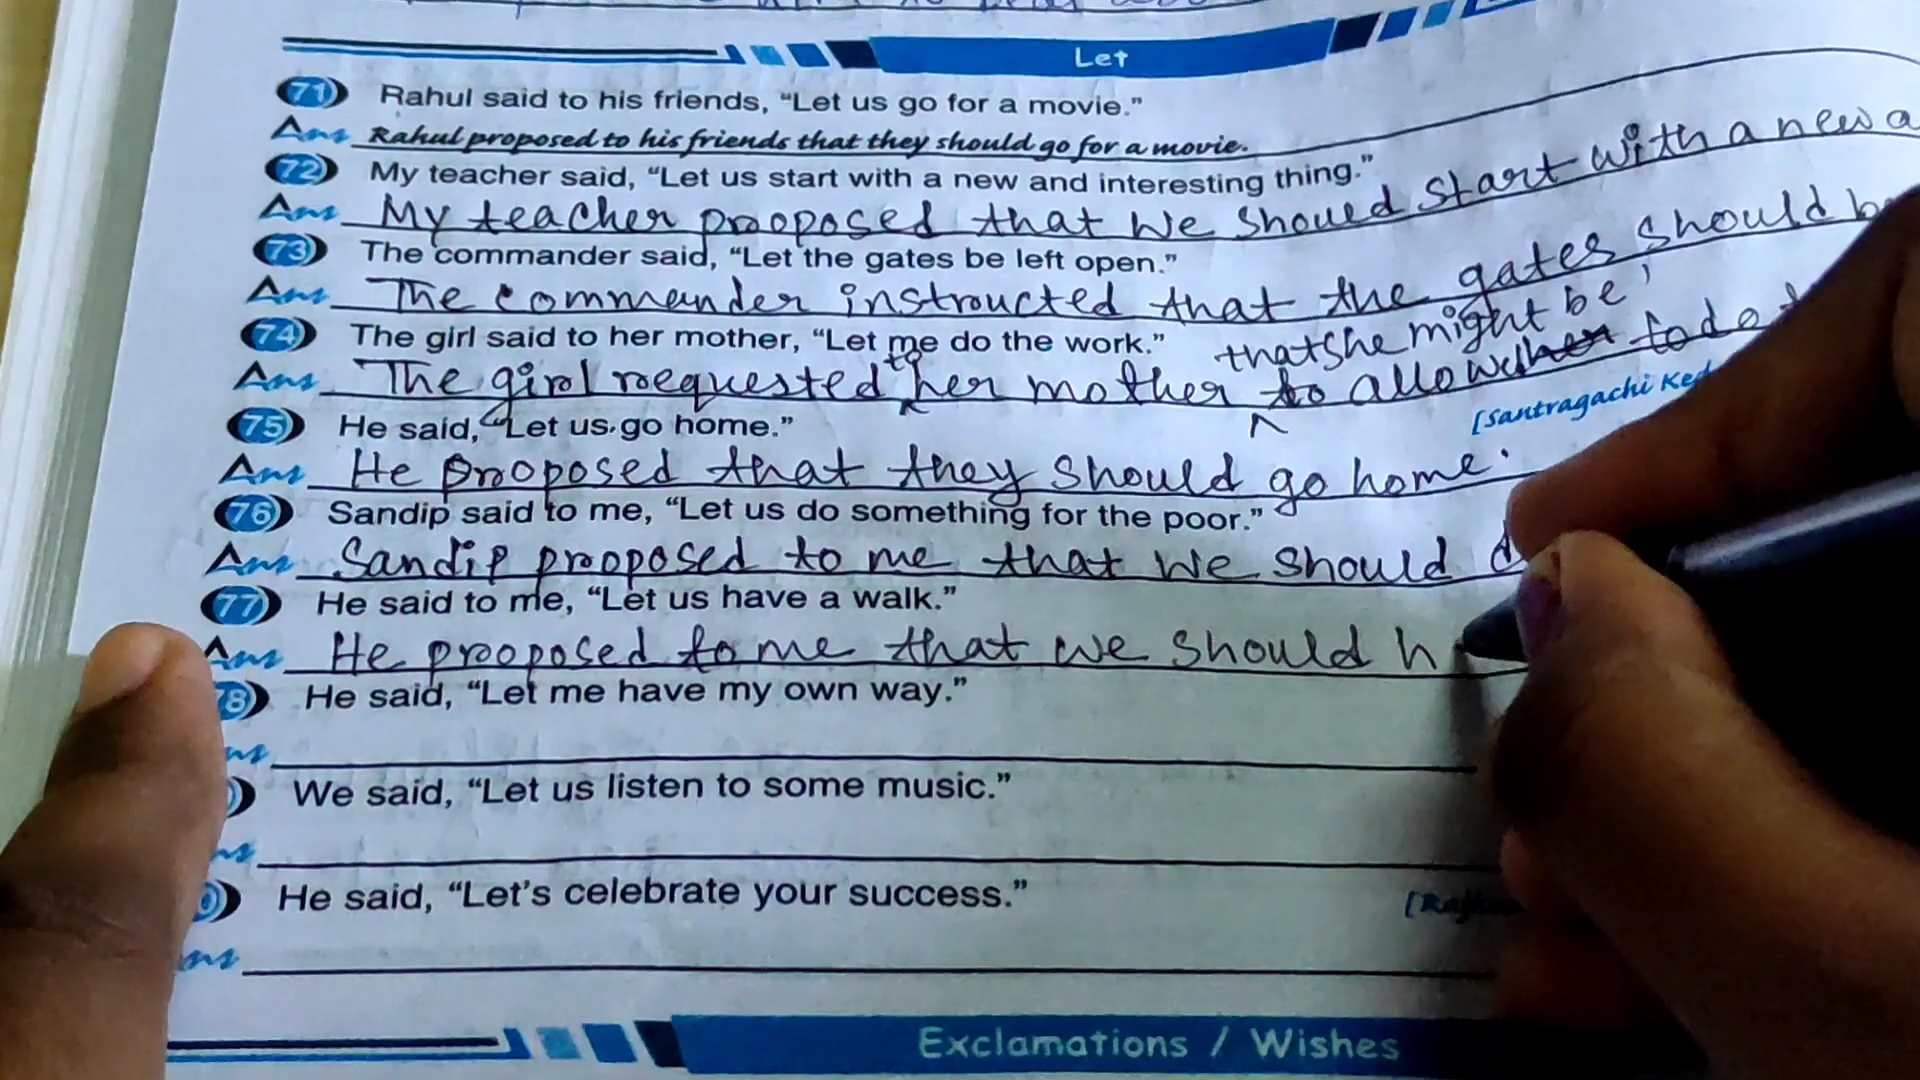 Let
71 Rahul said to his friends, “Let us go for a movie.”
Ans Rahul proposed to his friends that they should go for a movie.
72 My teacher said, “Let us start with a new and interesting thing.”
Ans My teacher proposed that we should start with a new a
73 The commander said, “Let the gates be left open.”
Ans The commander instructed that the gates should be
74 The girl said to her mother, “Let me do the work.”
that she might be
to
Ans The girl requested her mother to allow her to do
[Santragachi Ked
75 He said, “Let us go home.”
Ans He proposed that they should go home.
76 Sandip said to me, “Let us do something for the poor.”
Ans Sandip proposed to me that we should d
77 He said to me, “Let us have a walk.”
Ans He proposed to me that we should h
78 He said, “Let me have my own way.”
ns
We said, “Let us listen to some music.”
ns
0 He said, “Let's celebrate your success.”
ns
Exclamations / Wishes